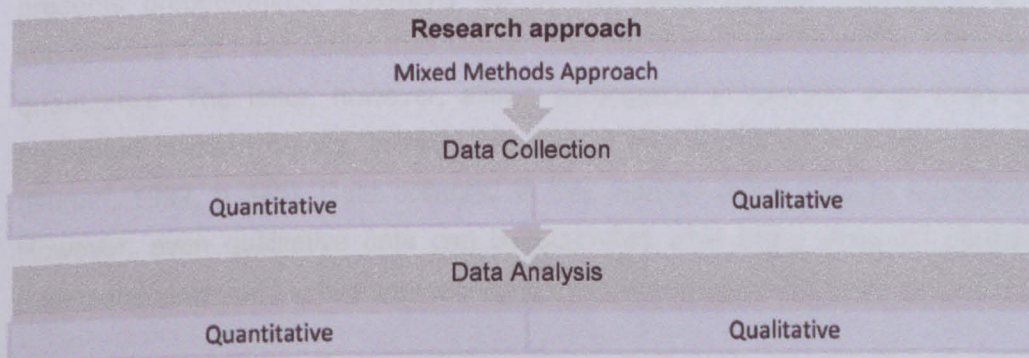 Research approach
Mixed Methods Approach
Data Collection
Quantitative Qualitative
Data Analysis
Quantitative Qualitative